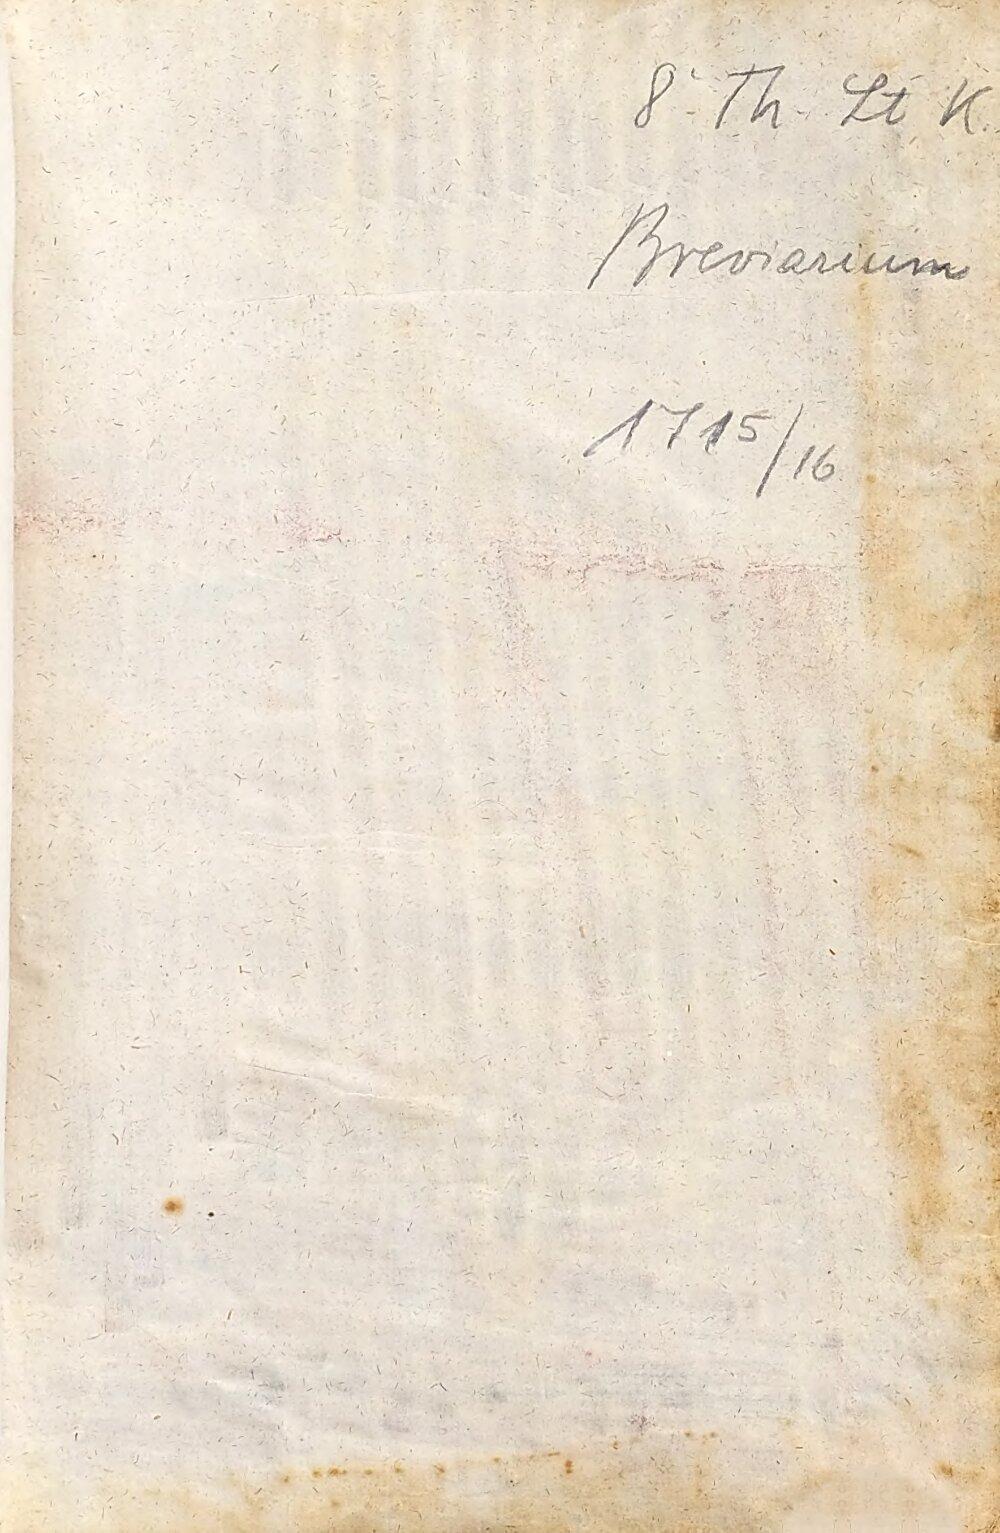 8° Th. Lt K.
Breviarium
1715/16